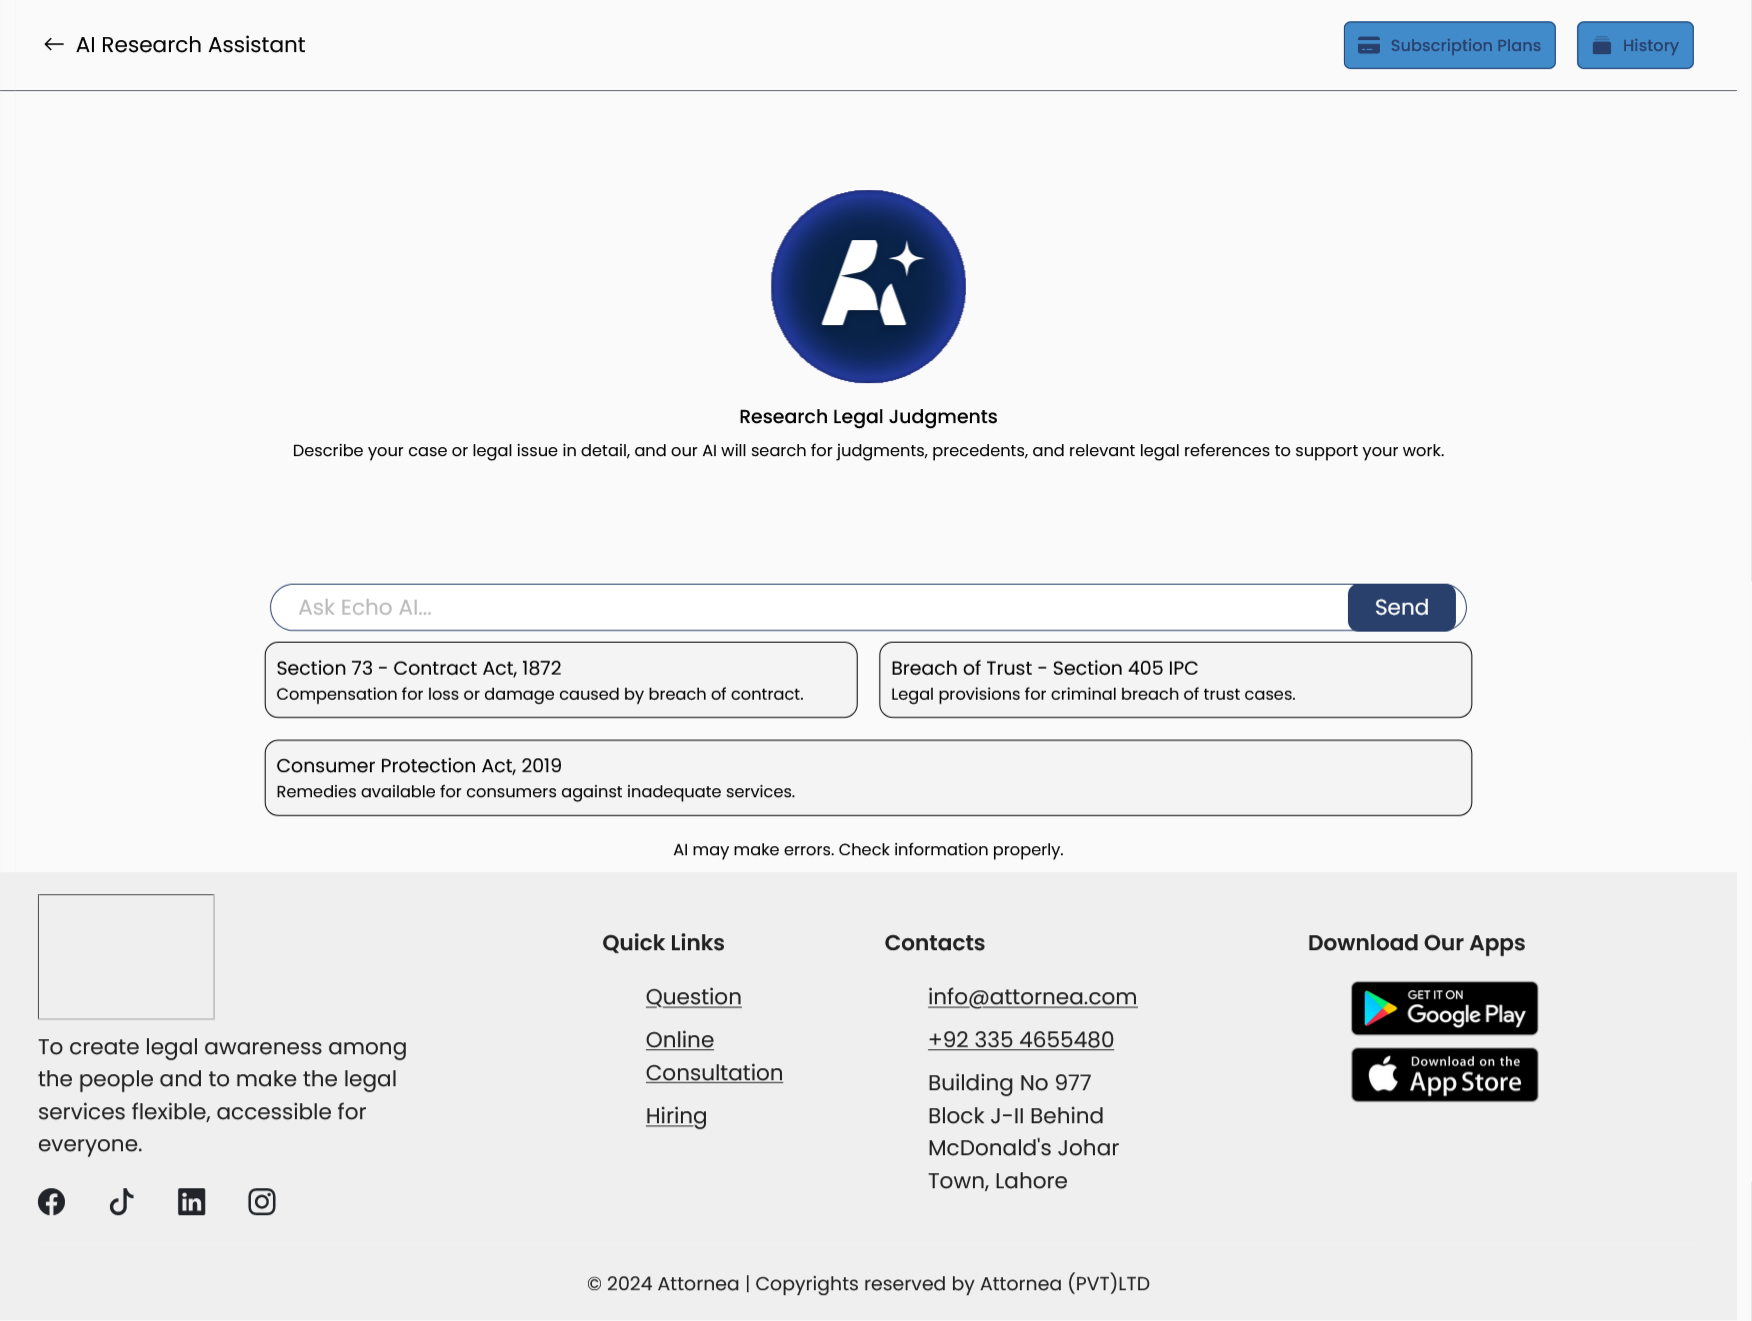 AI Research Assistant
Subscription Plans
History
Research Legal Judgments
Describe your case or legal issue in detail, and our AI will search for judgments, precedents, and relevant legal references to support your work.
Ask Echo AI...
Send
Section 73 - Contract Act, 1872
Compensation for loss or damage caused by breach of contract.
Breach of Trust - Section 405 IPC
Legal provisions for criminal breach of trust cases.
Consumer Protection Act, 2019
Remedies available for consumers against inadequate services.
AI may make errors. Check information properly.
To create legal awareness among
the people and to make the legal
services flexible, accessible for
everyone.
Quick Links
Question
Online
Consultation
Hiring
Contacts
info@attornea.com
+92 335 4655480
Building No 977
Block J-II Behind
McDonald's Johar
Town, Lahore
Download Our Apps
GET IT ON
Google Play
Download on the
App Store
© 2024 Attornea | Copyrights reserved by Attornea (PVT)LTD